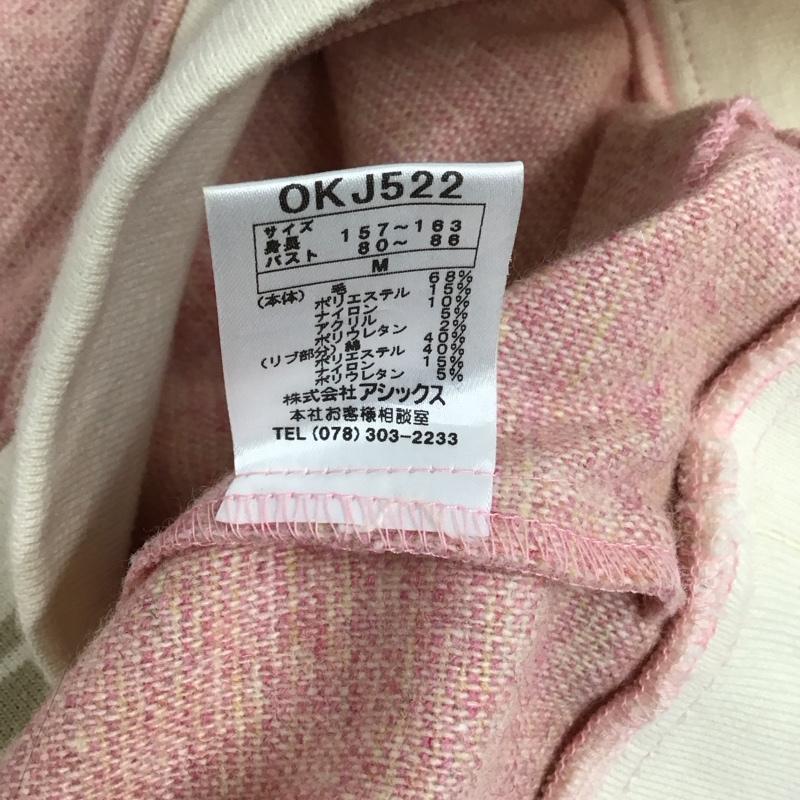 OKJ522
サイズ
身長 157～163
バスト 80～ 86
M
(本体) 毛 68%
ポリエステル 15%
ナイロン 10%
アクリル 5%
ポリウレタン 2%
(リブ部分) 綿 40%
ポリエステル 40%
ナイロン 15%
ポリウレタン 5%
株式会社アシックス
本社お客様相談室
TEL (078) 303-2233